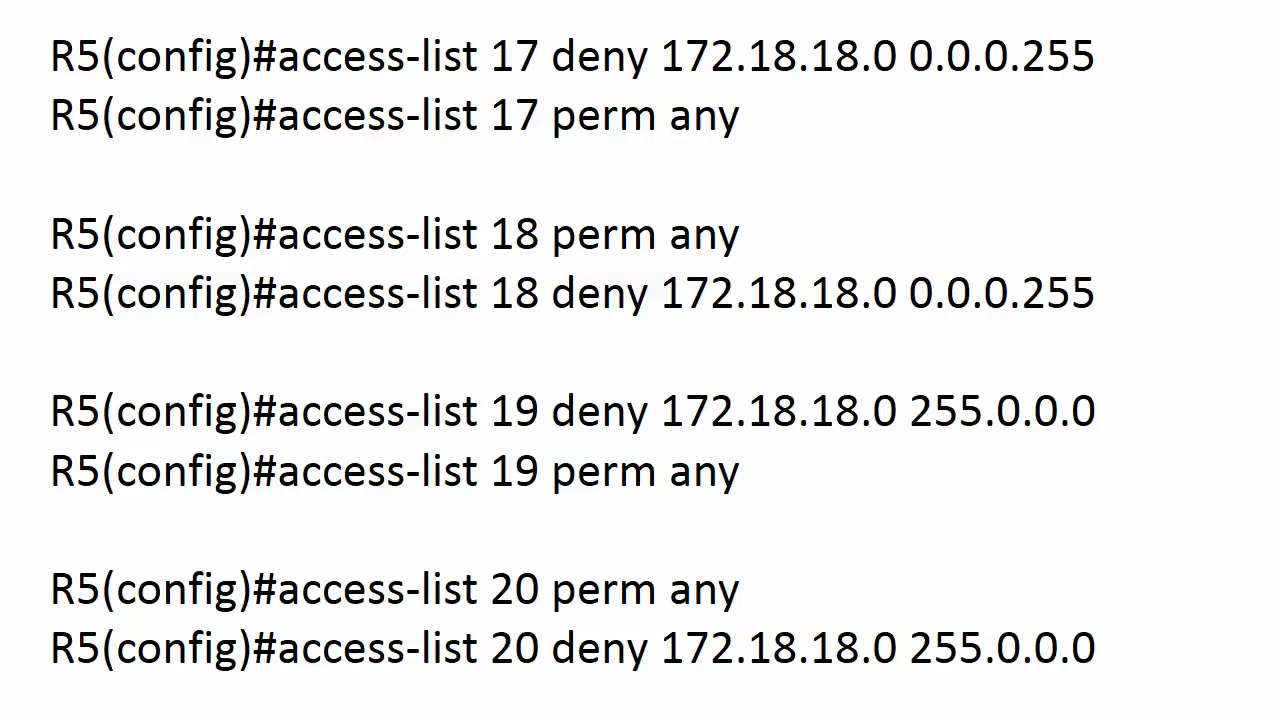 R5(config)#access-list 17 deny 172.18.18.0 0.0.0.255
R5(config)#access-list 17 perm any
R5(config)#access-list 18 perm any
R5(config)#access-list 18 deny 172.18.18.0 0.0.0.255
R5(config)#access-list 19 deny 172.18.18.0 255.0.0.0
R5(config)#access-list 19 perm any
R5(config)#access-list 20 perm any
R5(config)#access-list 20 deny 172.18.18.0 255.0.0.0